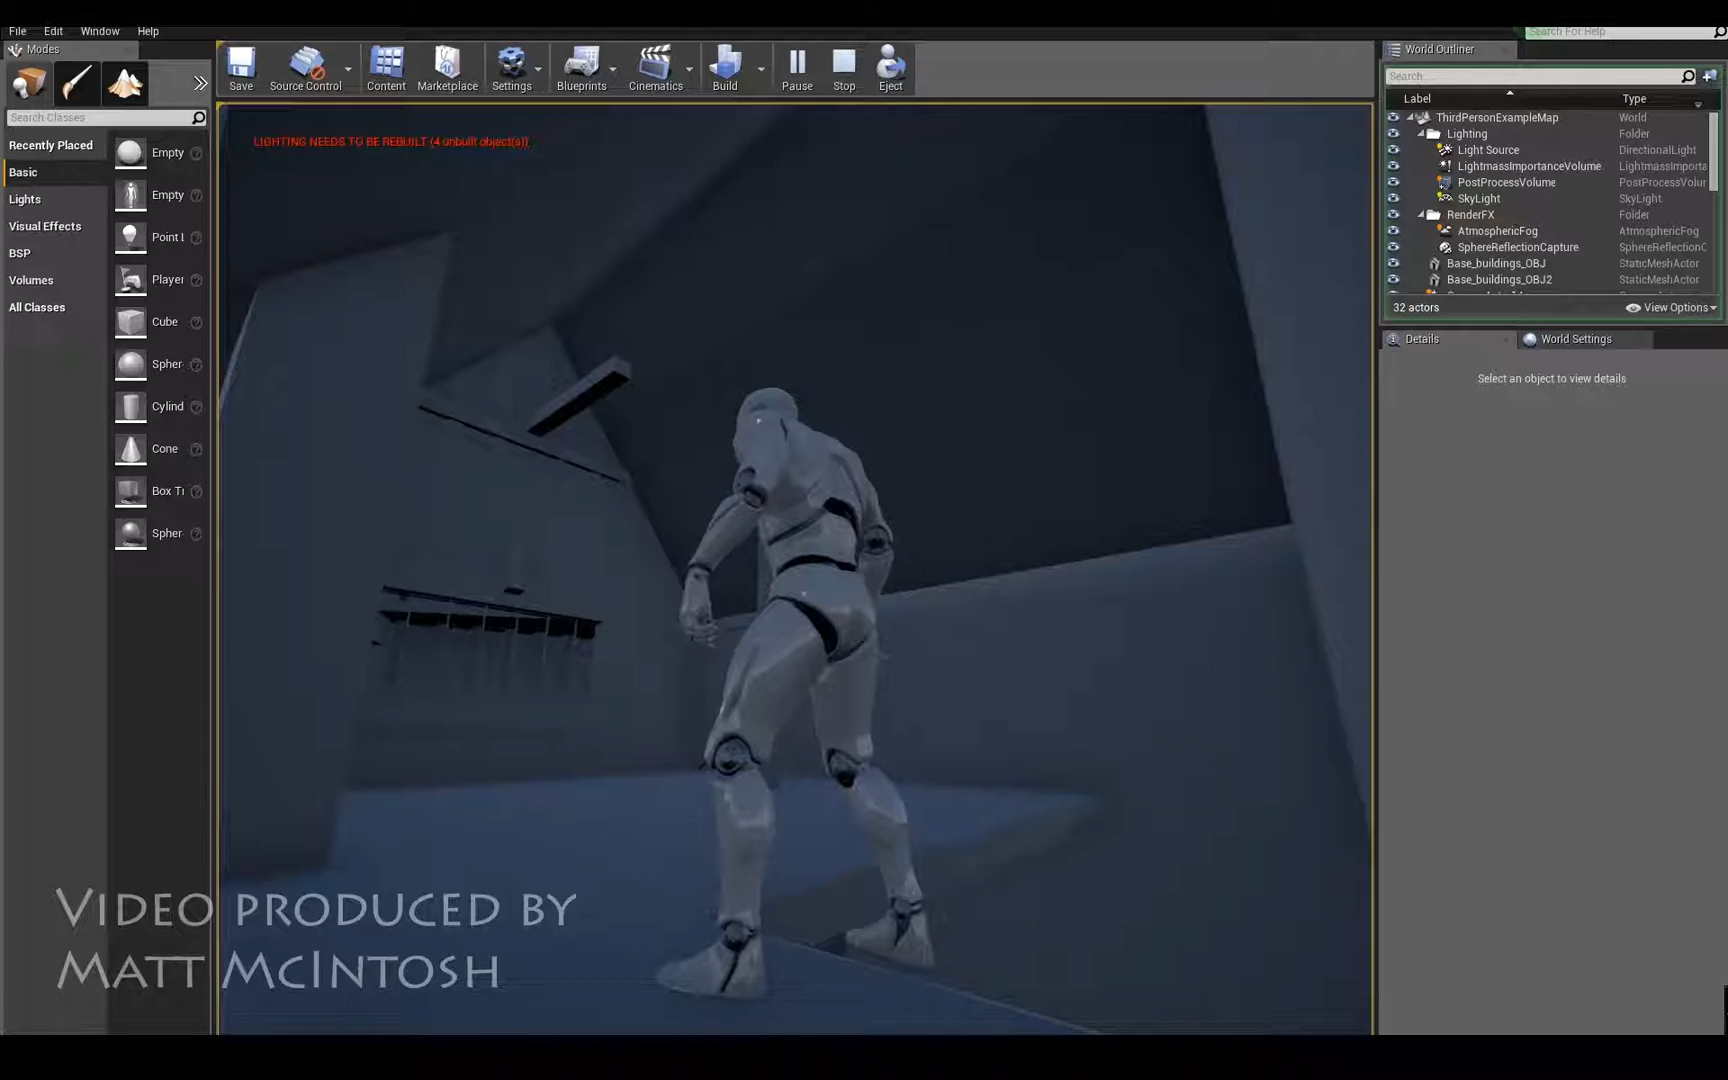 File Edit Window Help
Search For Help
Modes
World Outliner
Save Source Control Content Marketplace Settings Blueprints Cinematics Build Pause Stop Eject
Search...
Label Type
Search Classes
LIGHTING NEEDS TO BE REBUILT (4 unbuilt object(s))
Recently Placed
Basic
Lights
Visual Effects
BSP
Volumes
All Classes
Empty
Empty
Point L
Player
Cube
Spher
Cylind
Cone
Box Tr
Spher
ThirdPersonExampleMap World
Lighting Folder
Light Source DirectionalLight
LightmassImportanceVolume LightmassImporta
PostProcessVolume PostProcessVolur
SkyLight SkyLight
RenderFX Folder
AtmosphericFog AtmosphericFog
SphereReflectionCapture SphereReflectionC
Base_buildings_OBJ StaticMeshActor
Base_buildings_OBJ2 StaticMeshActor
32 actors View Options
Details World Settings
Select an object to view details
VIDEO PRODUCED BY
MATT MCINTOSH